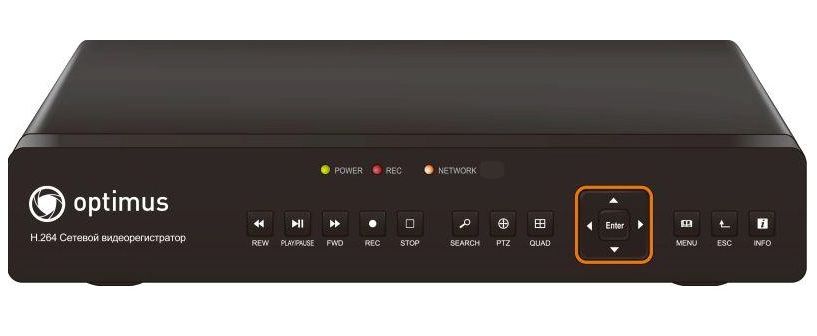 POWER REC NETWORK
optimus
H.264 Сетевой видеорегистратор
REW PLAY/PAUSE FWD REC STOP SEARCH PTZ QUAD Enter MENU ESC INFO